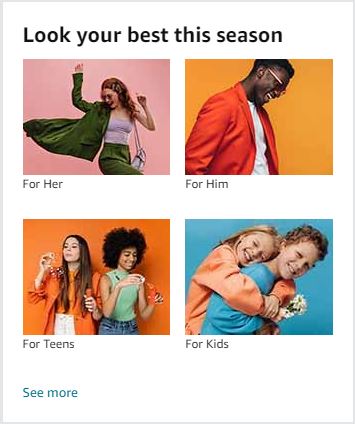 Look your best this season
For Her
For Him
For Teens
For Kids
See more